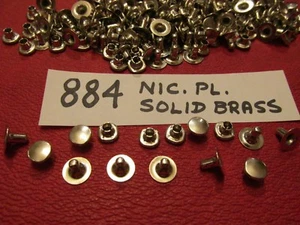 884 NIC. PL.
SOLID BRASS